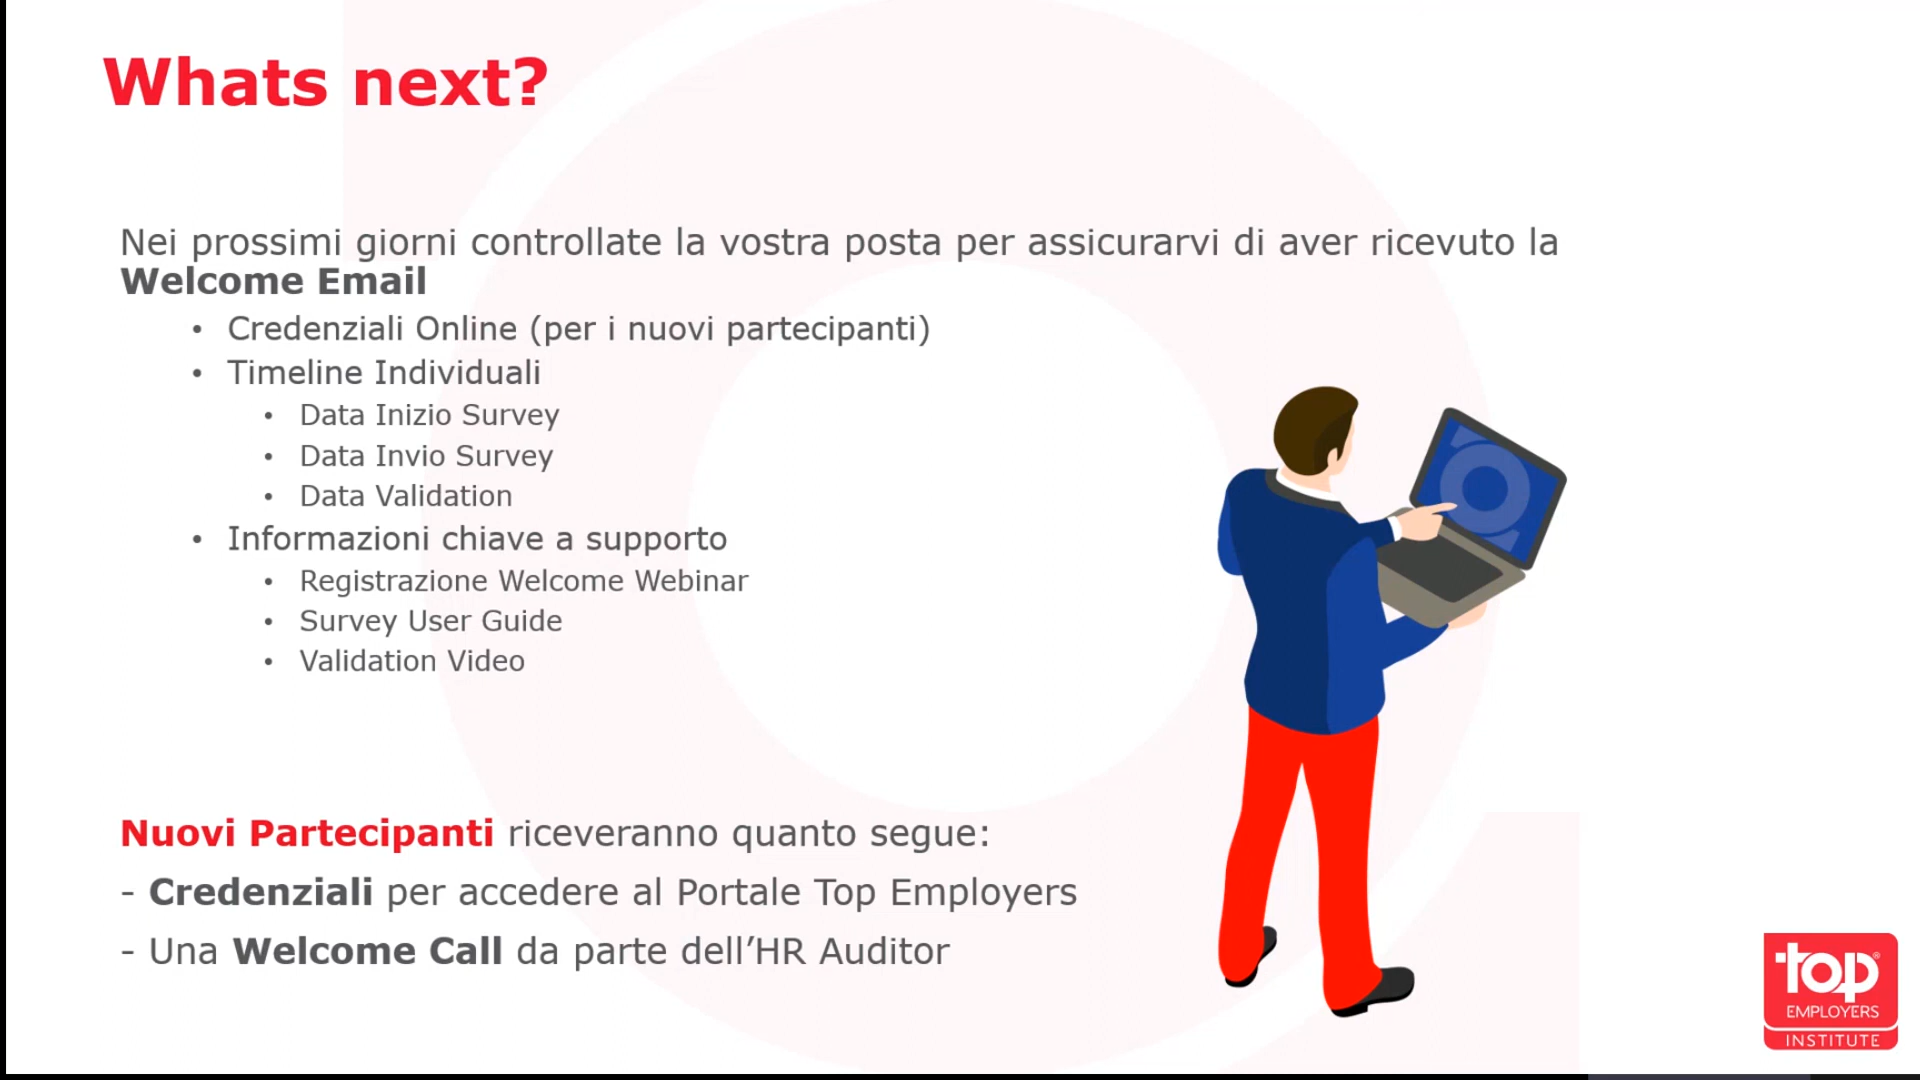 Whats next?
Nei prossimi giorni controllate la vostra posta per assicurarvi di aver ricevuto la
Welcome Email
• Credenziali Online (per i nuovi partecipanti)
• Timeline Individuali
• Data Inizio Survey
• Data Invio Survey
• Data Validation
• Informazioni chiave a supporto
• Registrazione Welcome Webinar
• Survey User Guide
• Validation Video
Nuovi Partecipanti riceveranno quanto segue:
- Credenziali per accedere al Portale Top Employers
- Una Welcome Call da parte dell’HR Auditor
top®
EMPLOYERS
INSTITUTE